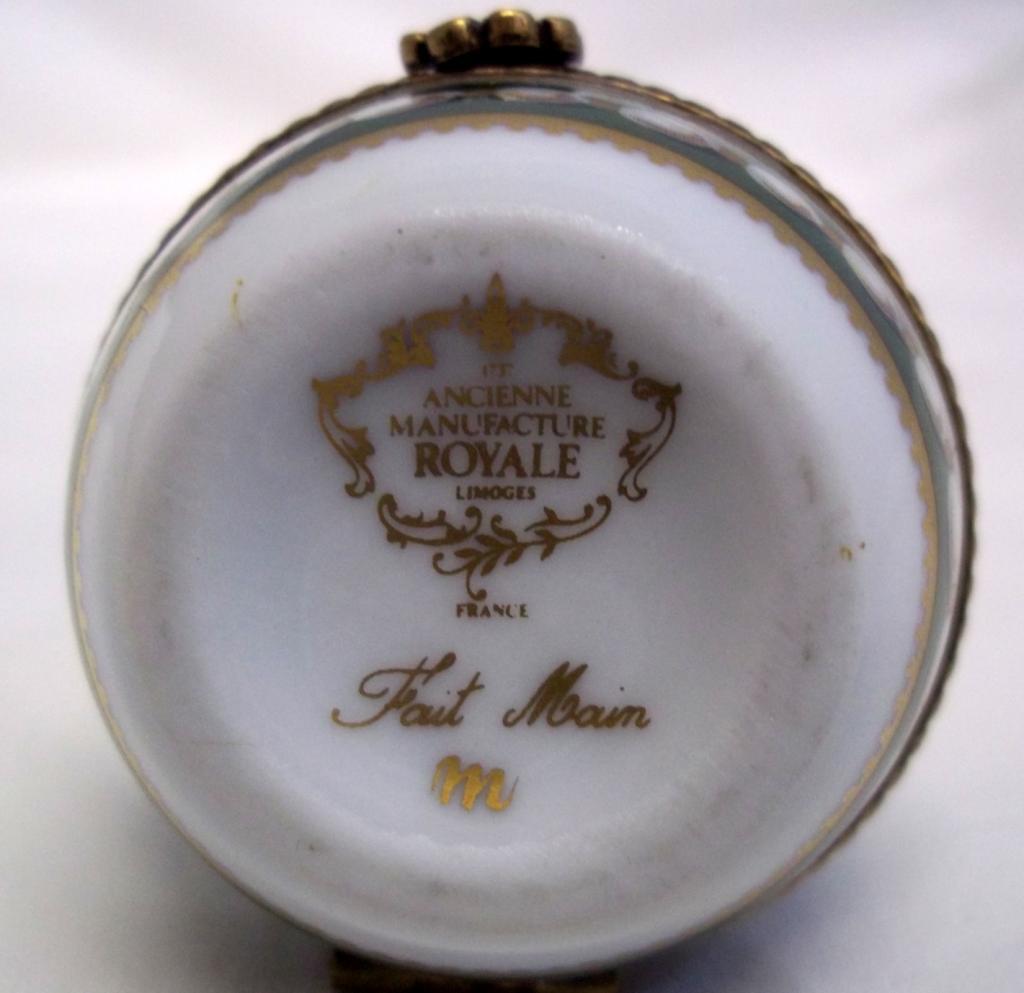 ANCIENNE
MANUFACTURE
ROYALE
LIMOGES
FRANCE
Fait Main
m